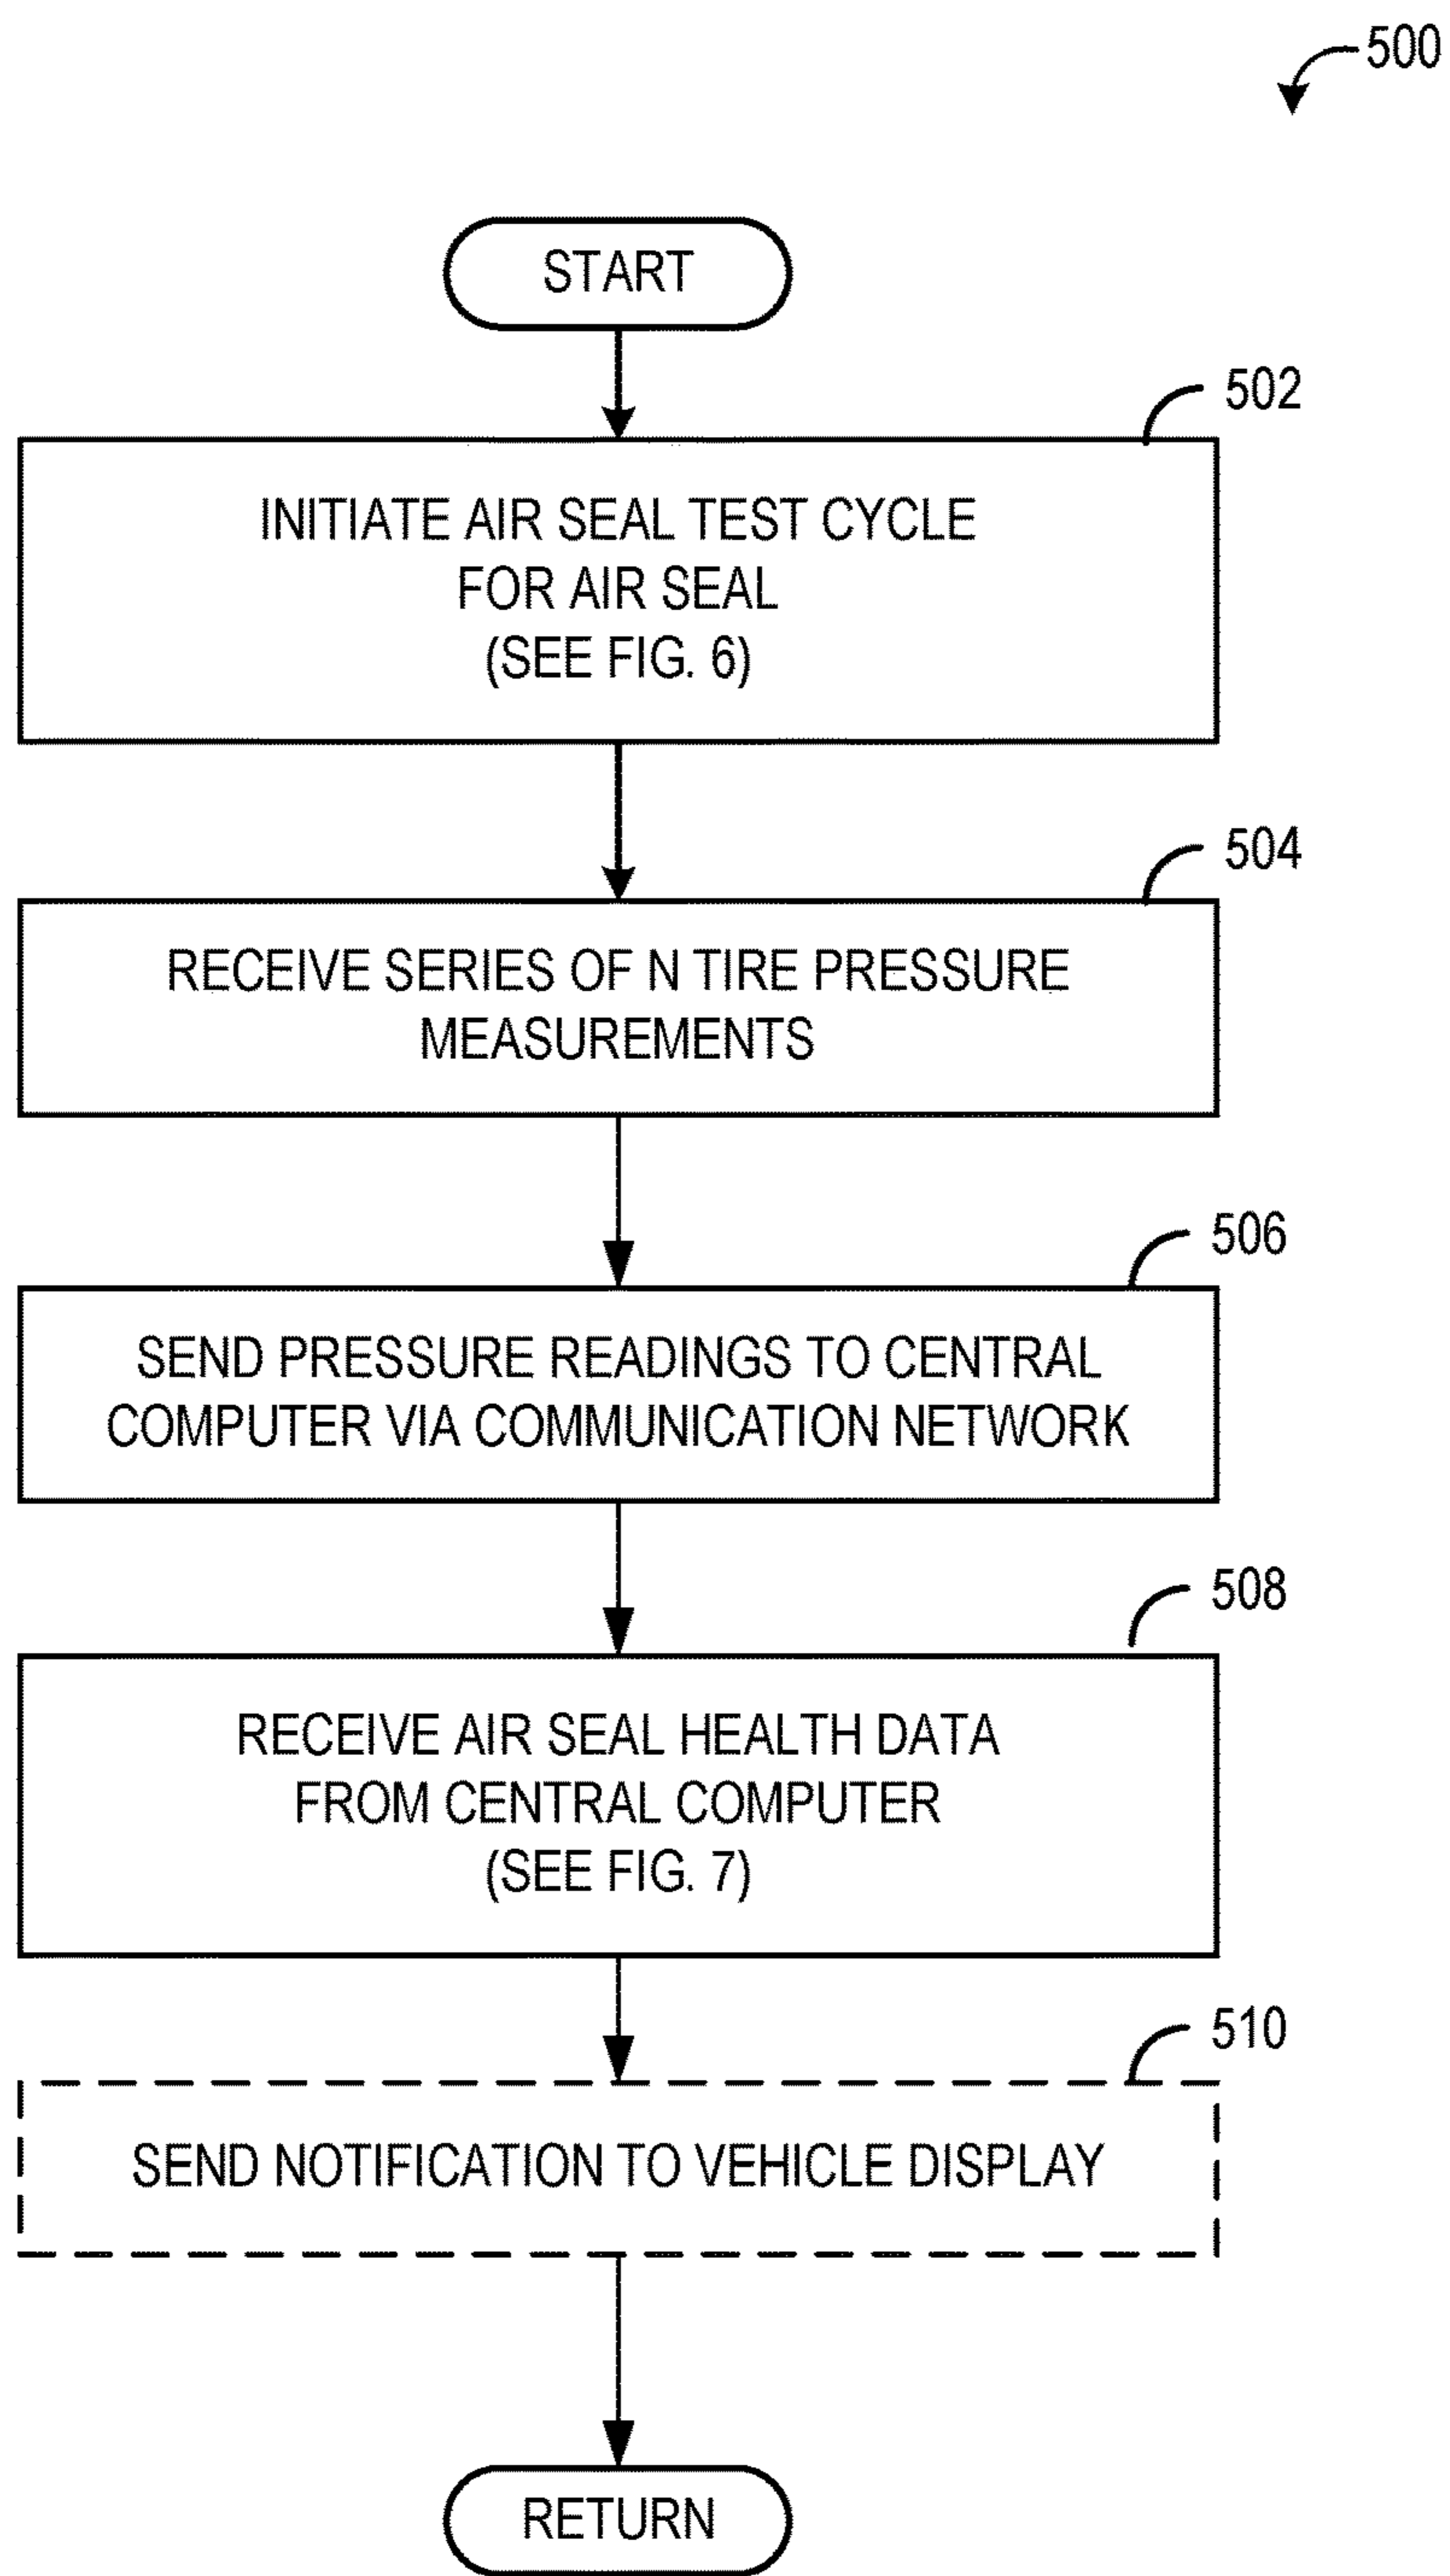 500
START
502
INITIATE AIR SEAL TEST CYCLE
FOR AIR SEAL
(SEE FIG. 6)
504
RECEIVE SERIES OF N TIRE PRESSURE
MEASUREMENTS
506
SEND PRESSURE READINGS TO CENTRAL
COMPUTER VIA COMMUNICATION NETWORK
508
RECEIVE AIR SEAL HEALTH DATA
FROM CENTRAL COMPUTER
(SEE FIG. 7)
510
SEND NOTIFICATION TO VEHICLE DISPLAY
RETURN